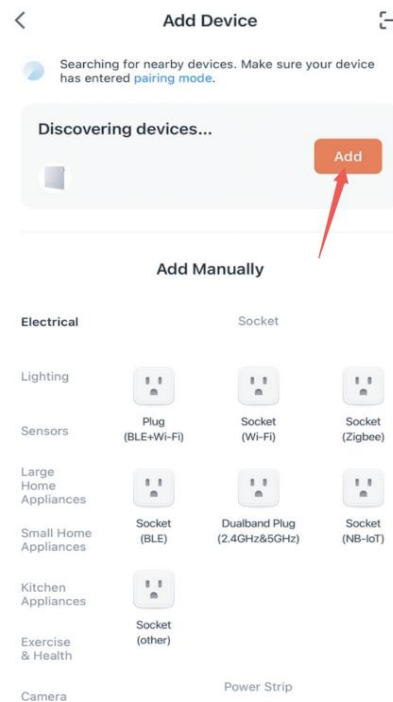 Add Device
Searching for nearby devices. Make sure your device
has entered pairing mode.
Discovering devices...
Add
Add Manually
Electrical
Socket
Lighting
Plug
(BLE+Wi-Fi)
Socket
(Wi-Fi)
Socket
(Zigbee)
Sensors
Large
Home
Appliances
Socket
(BLE)
Dualband Plug
(2.4GHz&5GHz)
Socket
(NB-IoT)
Small Home
Appliances
Kitchen
Appliances
Socket
(other)
Exercise
& Health
Power Strip
Camera